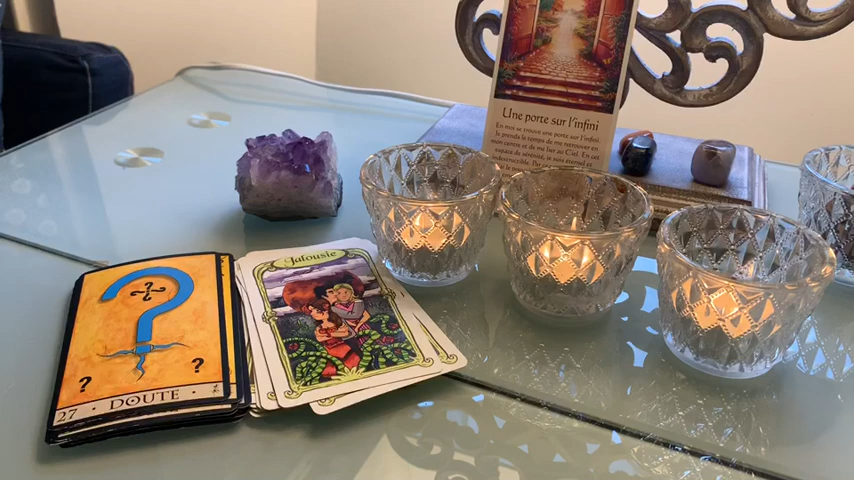 Une porte sur l'infini
En moi se trouve une porte sur l'infini
Je prends le temps de me retrouver en
mon centre et de me lier au Ciel. En cet
espace de sérénité, je suis éternel et
indestructible. Par
Jalousie
?
? ?
27 • DOUTE •